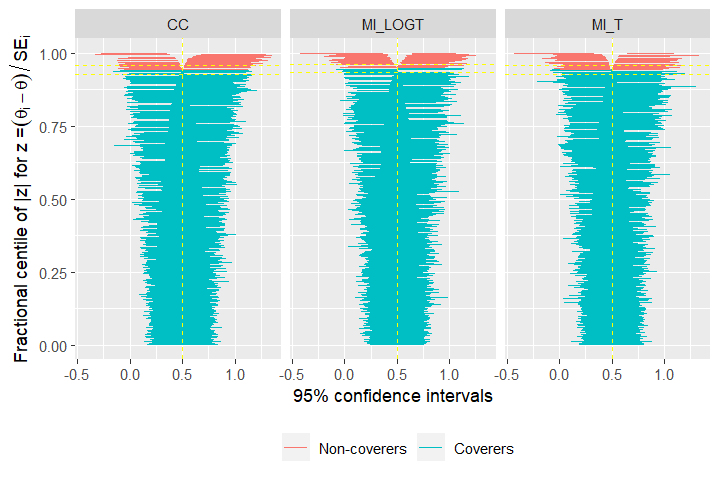 CC MI_LOGT MI_T
Fractional centile of |z| for z =(θi − θ)/ SEi
1.00
0.75
0.50
0.25
0.00
-0.5 0.0 0.5 1.0 -0.5 0.0 0.5 1.0 -0.5 0.0 0.5 1.0
95% confidence intervals
Non-coverers Coverers